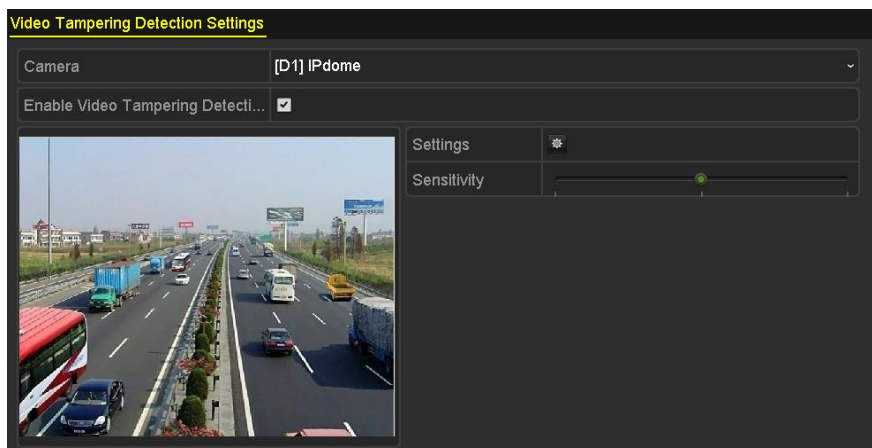 Video Tampering Detection Settings
Camera [D1] IPdome
Enable Video Tampering Detecti...
Settings
Sensitivity